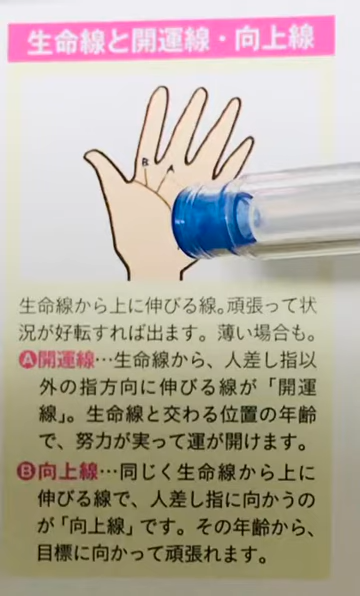 生命線と開運線・向上線
B
A
生命線から上に伸びる線。頑張って状
況が好転すれば出ます。薄い場合も。
A開運線…生命線から、人差し指以
外の指方向に伸びる線が「開運
線」。生命線と交わる位置の年齢
で、努力が実って運が開けます。
B向上線…同じく生命線から上に
伸びる線で、人差し指に向かうの
が「向上線」です。その年齢から、
目標に向かって頑張れます。